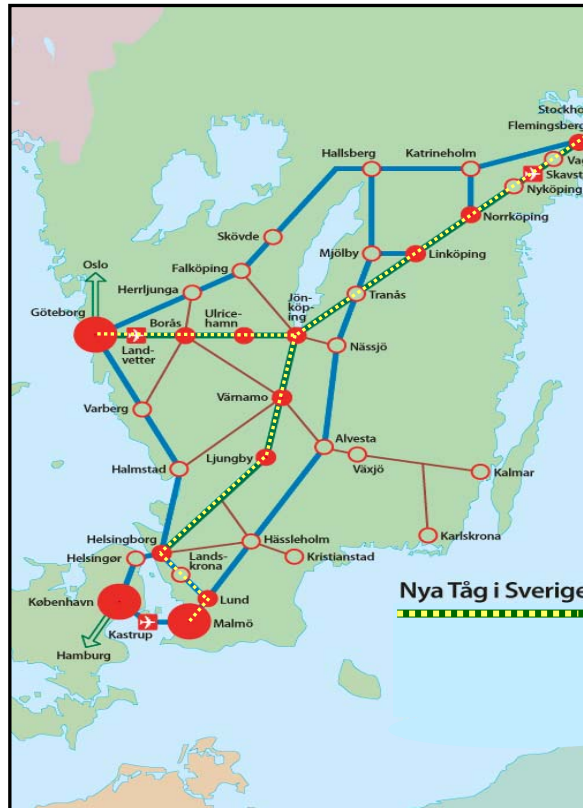 Stockho
Flemingsberg
Hallsberg
Katrineholm
Va
Skavst
Nyköping
Norrköping
Skövde
Mjölby
Linköping
Oslo
Falköping
Herrljunga
Tranås
Göteborg
Borås
Ulrice-
hamn
Jön-
köp-
ing
Land-
vetter
Nässjö
Värnamo
Varberg
Alvesta
Växjö
Ljungby
Halmstad
Kalmar
Helsingborg
Karlskrona
Helsingør
Lands-
krona
Hässleholm
Kristianstad
København
Lund
Nya Tåg i Sverige
Malmö
Kastrup
Hamburg